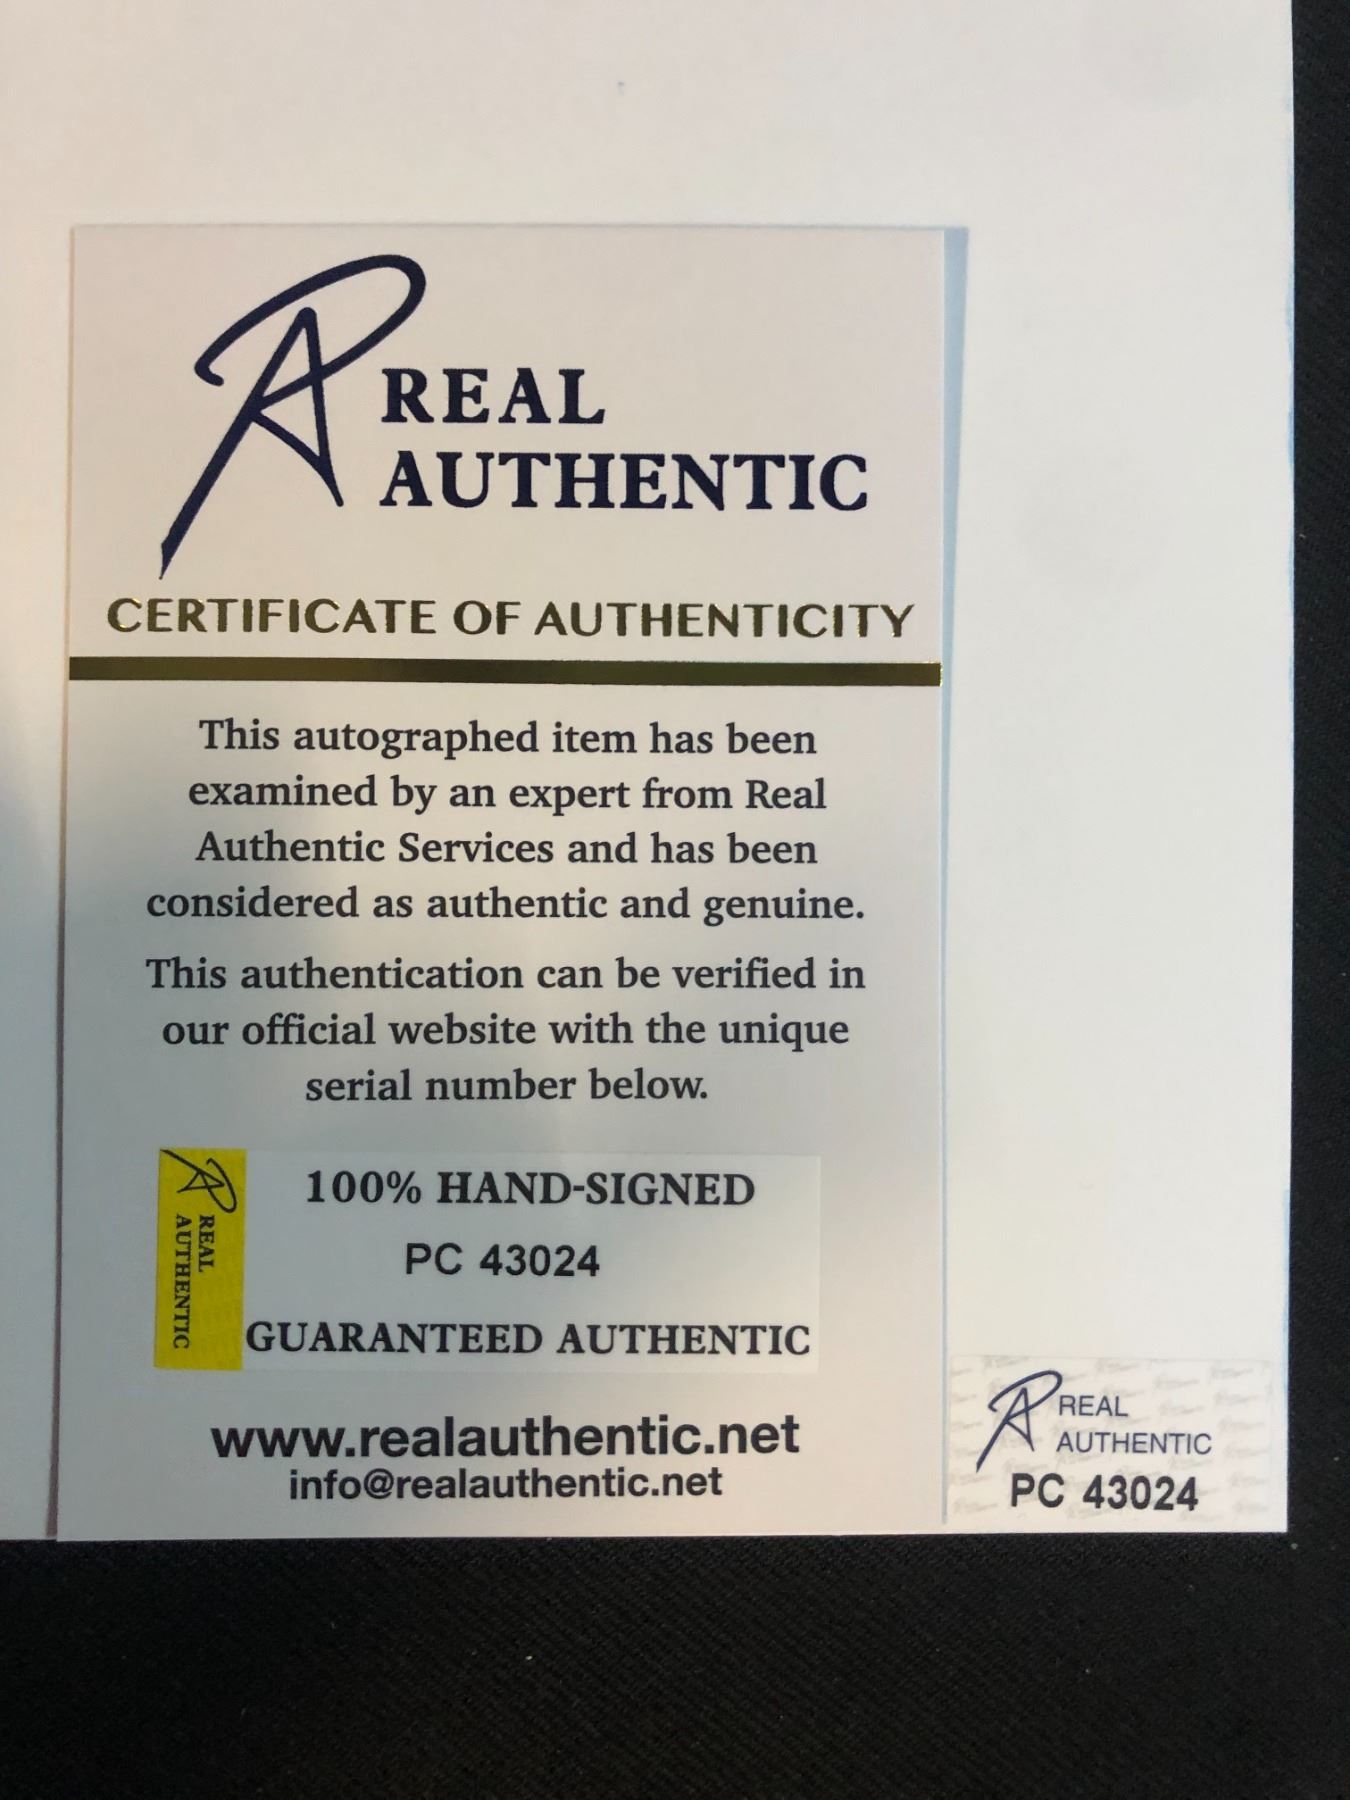 REAL
AUTHENTIC
CERTIFICATE OF AUTHENTICITY
This autographed item has been
examined by an expert from Real
Authentic Services and has been
considered as authentic and genuine.
This authentication can be verified in
our official website with the unique
serial number below.
REAL
AUTHENTIC
100% HAND-SIGNED
PC 43024
GUARANTEED AUTHENTIC
www.realauthentic.net
info@realauthentic.net
REAL
AUTHENTIC
PC 43024